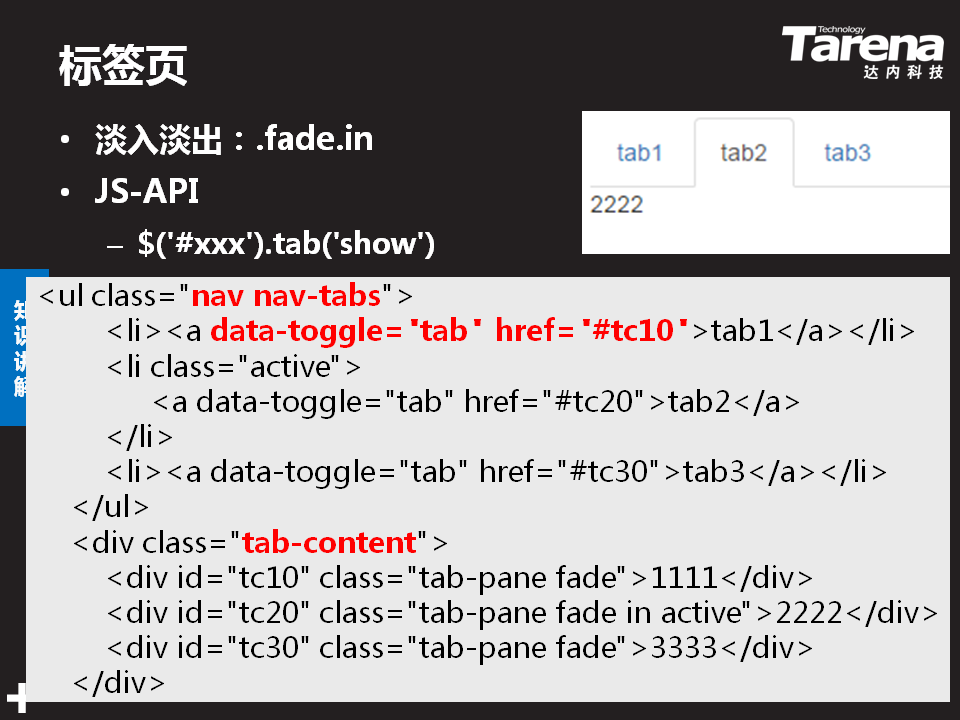 标签页
Technology
Tarena
达内科技
• 淡入淡出：.fade.in
• JS-API
– $('#xxx').tab('show')
tab1 tab2 tab3
2222
知
识
讲
解
<ul class="nav nav-tabs">
<li><a data-toggle="tab" href="#tc10">tab1</a></li>
<li class="active">
<a data-toggle="tab" href="#tc20">tab2</a>
</li>
<li><a data-toggle="tab" href="#tc30">tab3</a></li>
</ul>
<div class="tab-content">
<div id="tc10" class="tab-pane fade">1111</div>
<div id="tc20" class="tab-pane fade in active">2222</div>
<div id="tc30" class="tab-pane fade">3333</div>
</div>